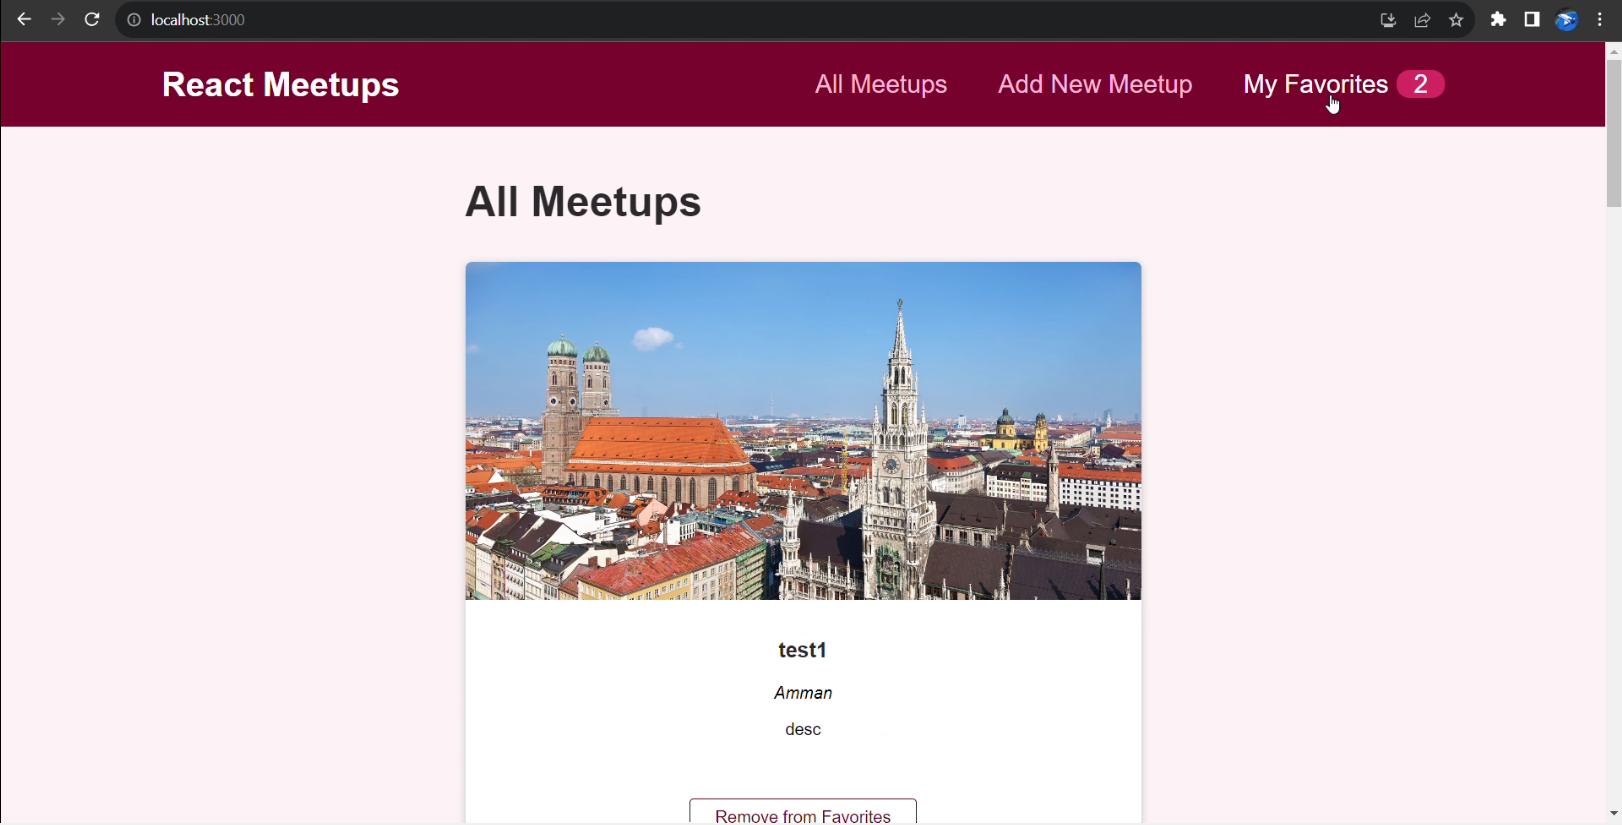 localhost:3000
React Meetups
All Meetups
Add New Meetup
My Favorites 2
All Meetups
test1
Amman
desc
Remove from Favorites